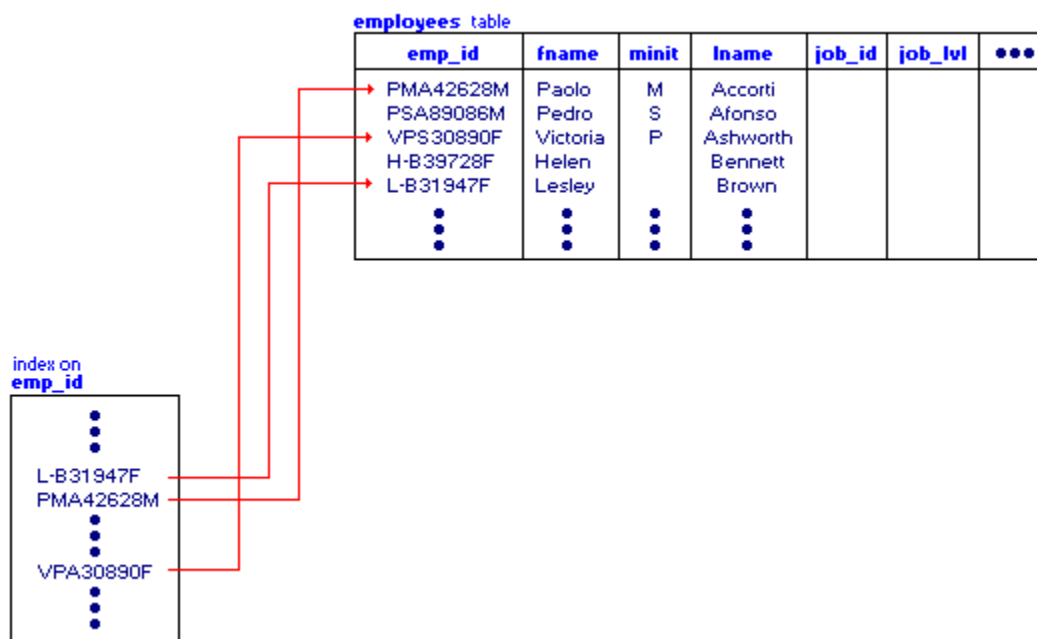 employees table
emp_id fname minit lname job_id job_lvl
PMA42628M Paolo M Accorti
PSA89086M Pedro S Afonso
VPS30890F Victoria P Ashworth
H-B39728F Helen Bennett
L-B31947F Lesley Brown
index on
emp_id
L-B31947F
PMA42628M
VPA30890F